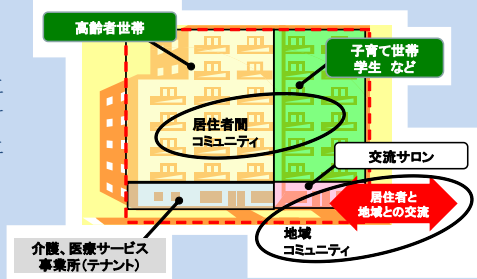 高齢者世帯
子育て世帯
学生 など
居住者間
コミュニティ
交流サロン
居住者と
地域との交流
地域
コミュニティ
介護、医療サービス
事業所(テナント)